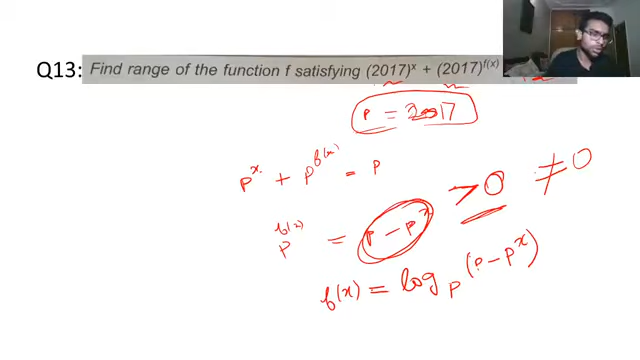 Q13: Find range of the function f satisfying (2017)^x + (2017)^f(x)
p = 2017
p^x + p^f(x) = p
p^f(x) = p - p^x > 0 ≠ 0
f(x) = log_p (p - p^x)